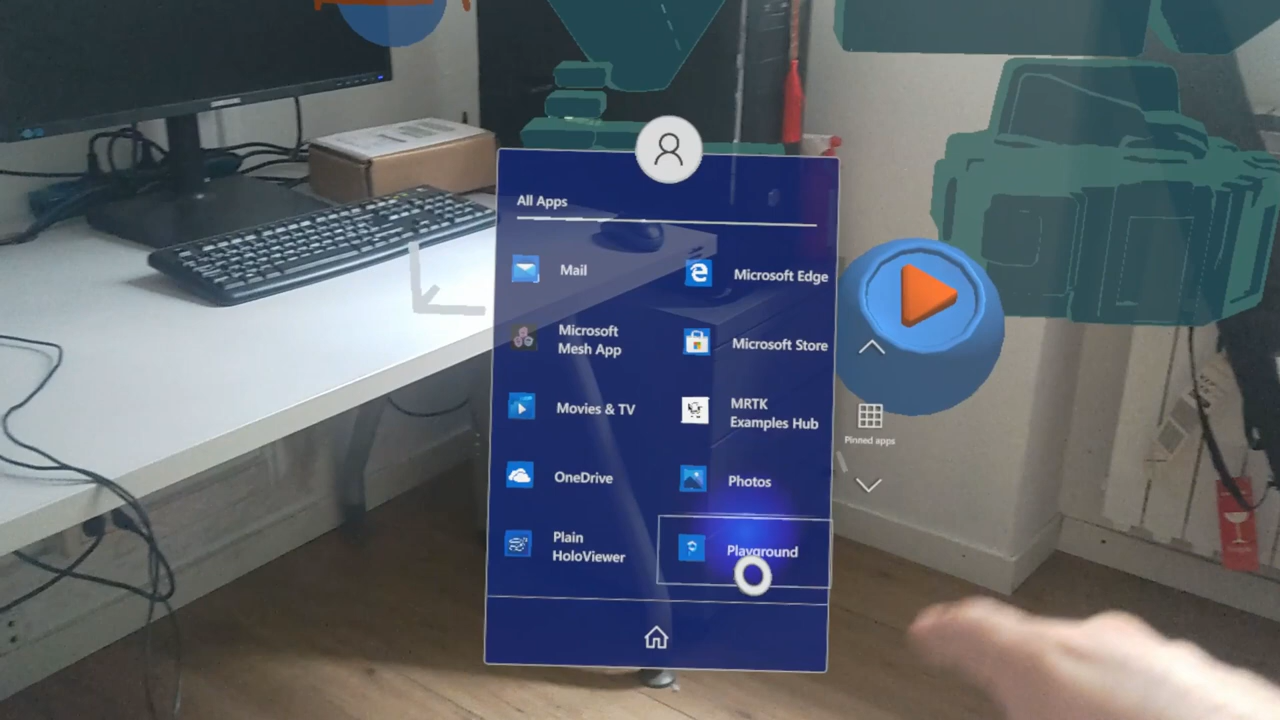 All Apps
Mail
Microsoft Edge
Microsoft
Mesh App
Microsoft Store
Movies & TV
MRTK
Examples Hub
Pinned apps
OneDrive
Photos
Plain
HoloViewer
Playground